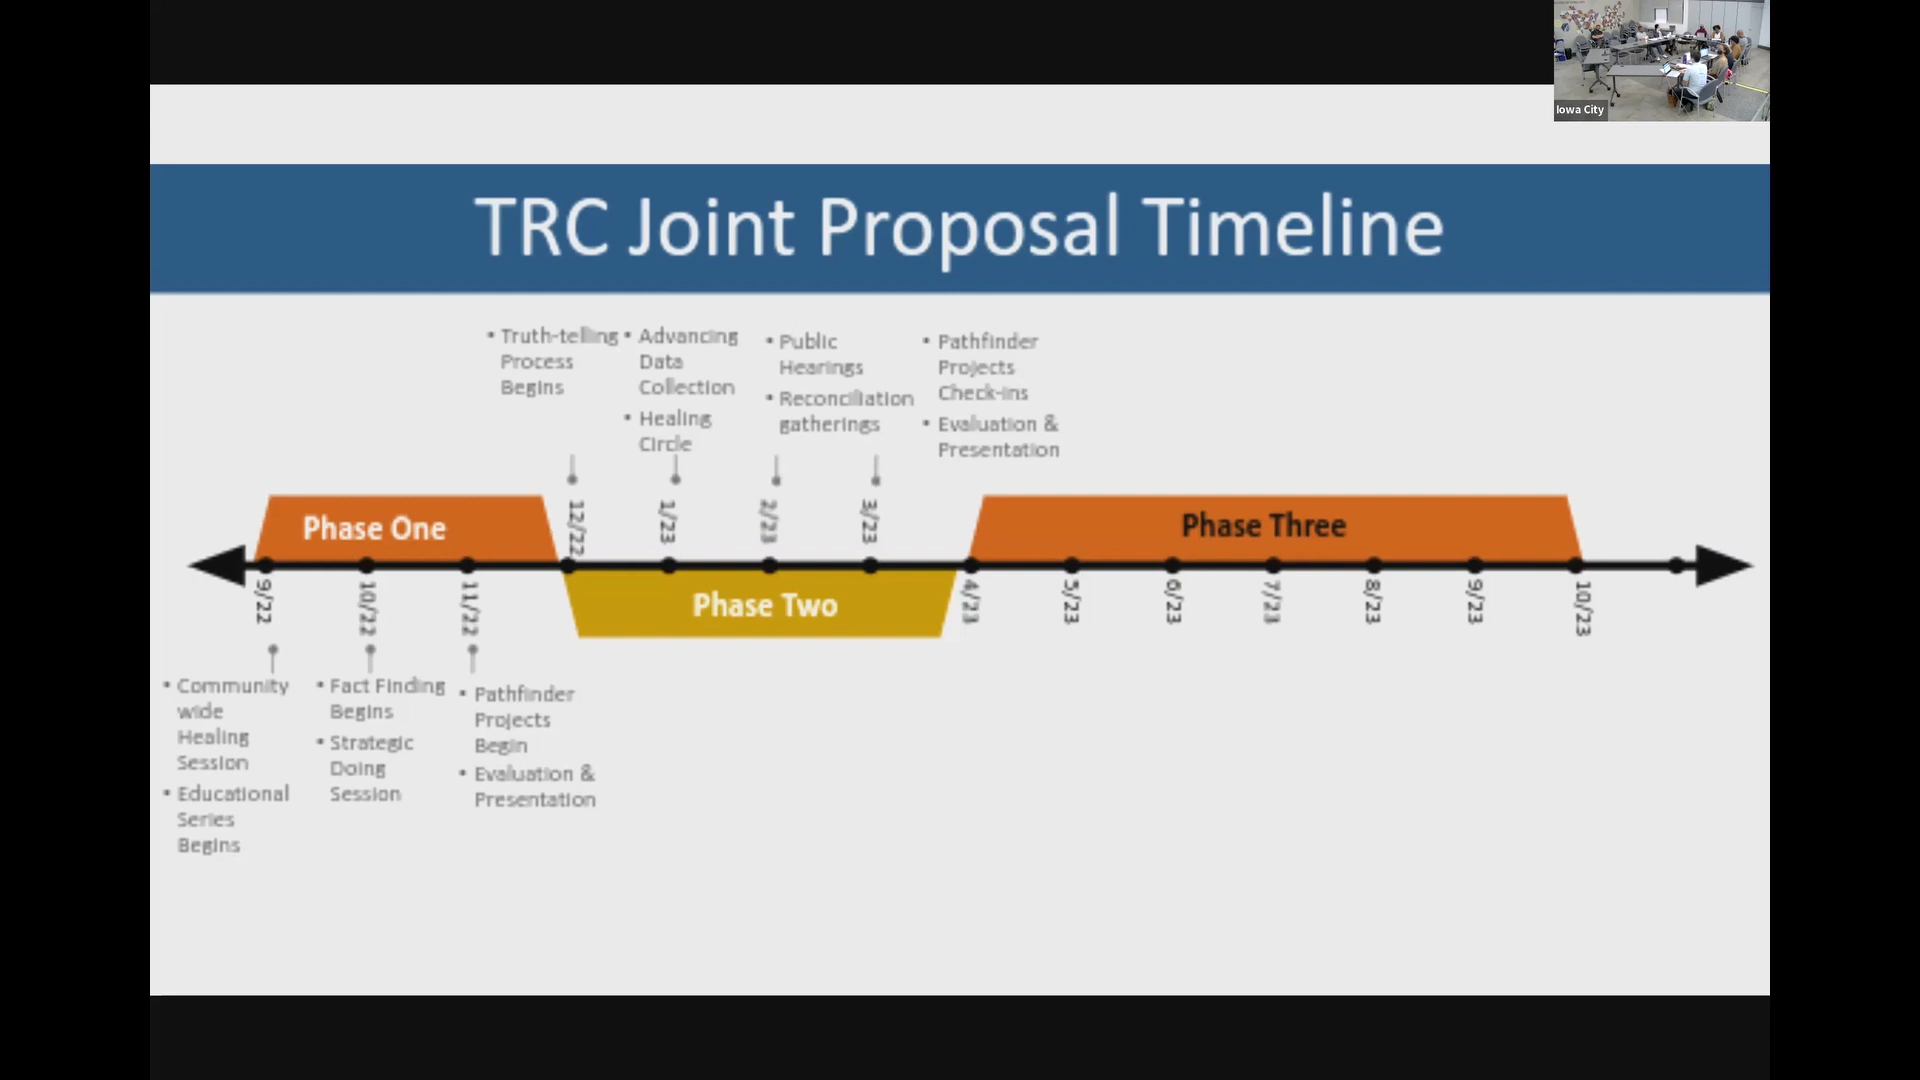 Iowa City
TRC Joint Proposal Timeline
• Truth-telling
Process
Begins
• Advancing
Data
Collection
• Healing
Circle
• Public
Hearings
• Reconciliation
gatherings
• Pathfinder
Projects
Check-ins
• Evaluation &
Presentation
Phase One
12/22
1/23
2/23
3/23
Phase Three
Phase Two
9/22
10/22
11/22
4/23
5/23
6/23
7/23
8/23
9/23
10/23
• Community
wide
Healing
Session
• Educational
Series
Begins
• Fact Finding
Begins
• Strategic
Doing
Session
• Pathfinder
Projects
Begin
• Evaluation &
Presentation